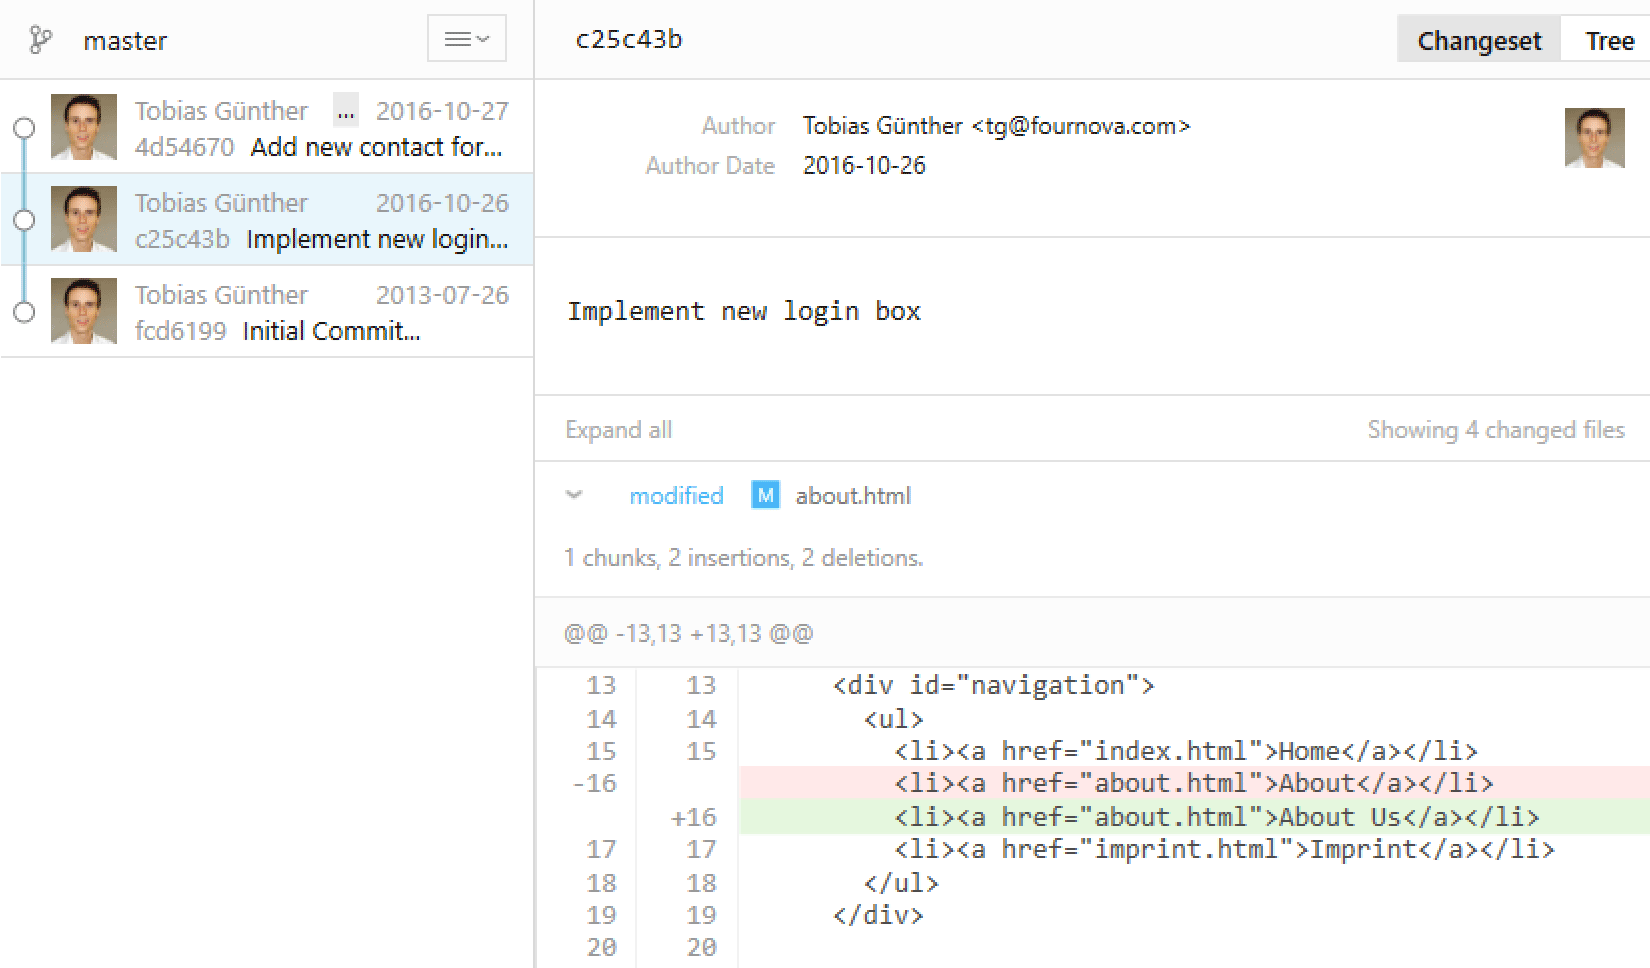 master
Tobias Günther ... 2016-10-27
4d54670 Add new contact for...
Tobias Günther 2016-10-26
c25c43b Implement new login...
Tobias Günther 2013-07-26
fcd6199 Initial Commit...
c25c43b
Changeset Tree
Author Tobias Günther <tg@fournova.com>
Author Date 2016-10-26
Implement new login box
Expand all Showing 4 changed files
modified M about.html
1 chunks, 2 insertions, 2 deletions.
@@ -13,13 +13,13 @@
13 13 <div id="navigation">
14 14 <ul>
15 15 <li><a href="index.html">Home</a></li>
-16 <li><a href="about.html">About</a></li>
+16 <li><a href="about.html">About Us</a></li>
17 17 <li><a href="imprint.html">Imprint</a></li>
18 18 </ul>
19 19 </div>
20 20